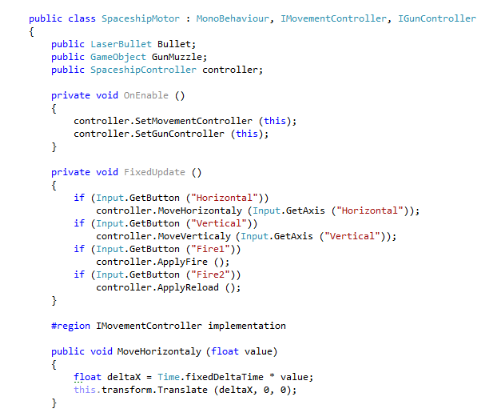 public class SpaceshipMotor : MonoBehaviour, IMovementController, IGunController
{
    public LaserBullet Bullet;
    public GameObject GunMuzzle;
    public SpaceshipController controller;

    private void OnEnable ()
    {
        controller.SetMovementController (this);
        controller.SetGunController (this);
    }

    private void FixedUpdate ()
    {
        if (Input.GetButton ("Horizontal"))
            controller.MoveHorizontaly (Input.GetAxis ("Horizontal"));
        if (Input.GetButton ("Vertical"))
            controller.MoveVerticaly (Input.GetAxis ("Vertical"));
        if (Input.GetButton ("Fire1"))
            controller.ApplyFire ();
        if (Input.GetButton ("Fire2"))
            controller.ApplyReload ();
    }

    #region IMovementController implementation

    public void MoveHorizontaly (float value)
    {
        float deltaX = Time.fixedDeltaTime * value;
        this.transform.Translate (deltaX, 0, 0);
    }